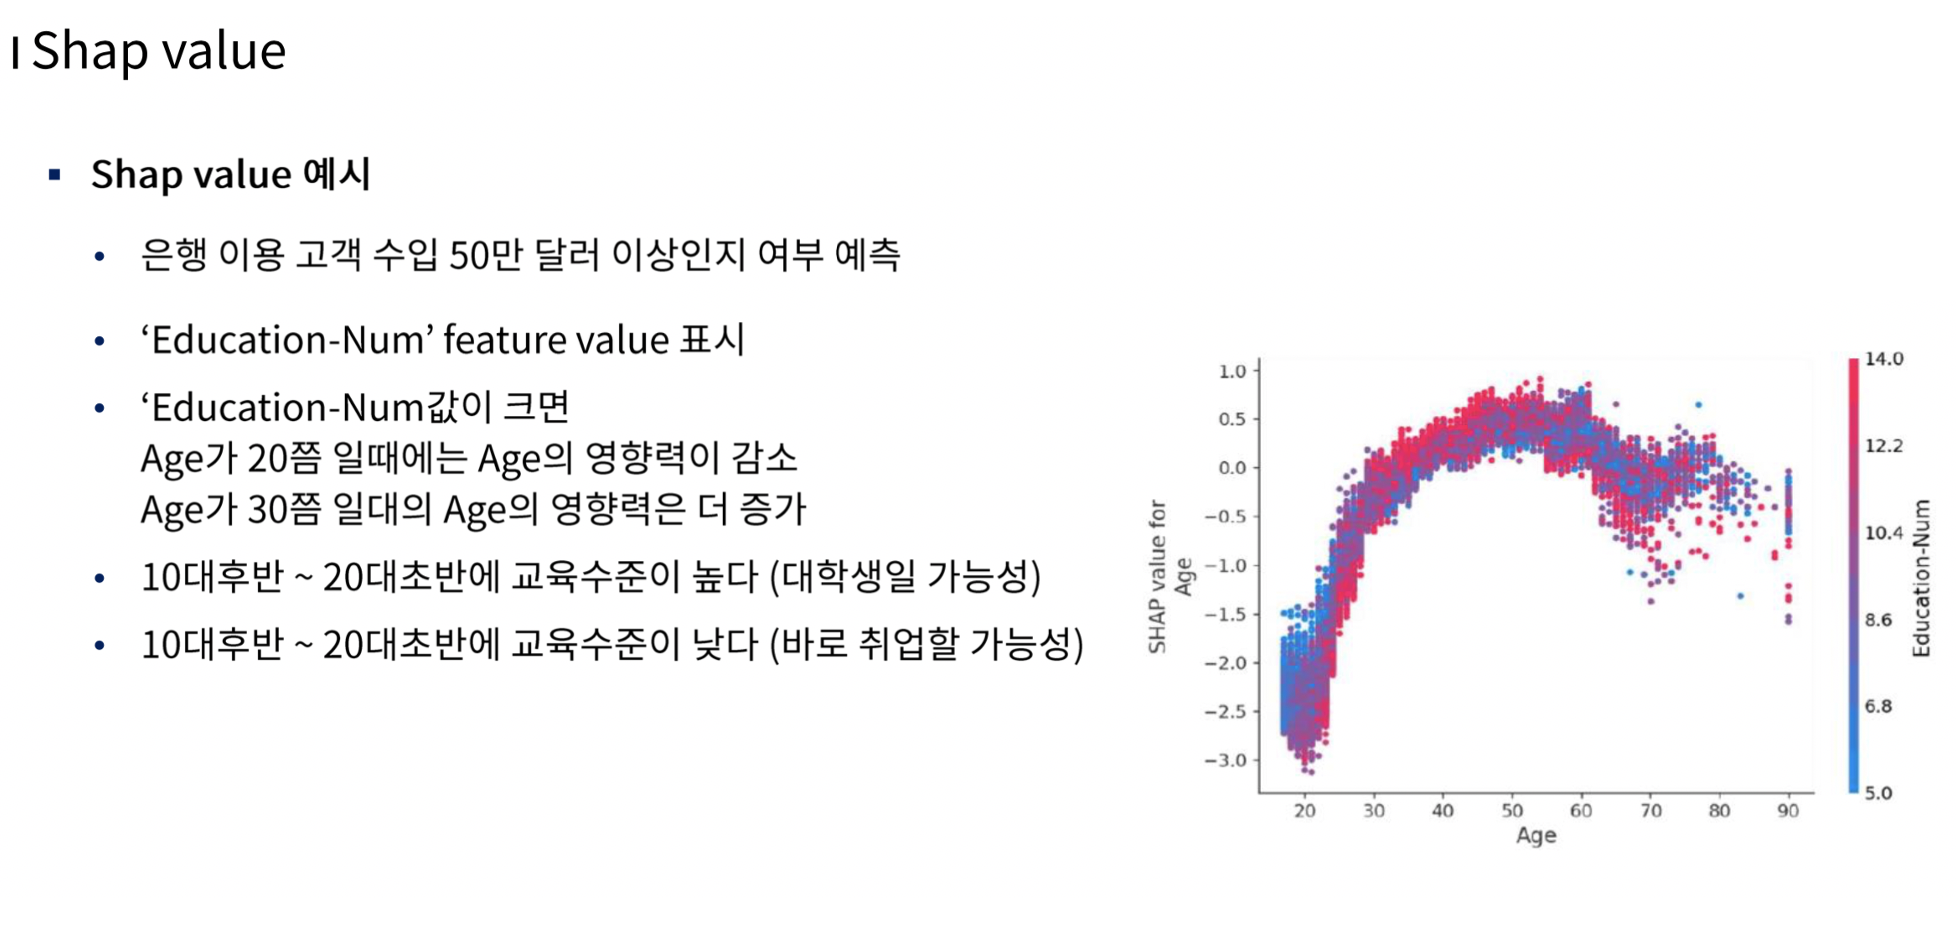 I Shap value
▪ Shap value 예시
• 은행 이용 고객 수입 50만 달러 이상인지 여부 예측
• ‘Education-Num’ feature value 표시
• ‘Education-Num값이 크면
Age가 20쯤 일때에는 Age의 영향력이 감소
Age가 30쯤 일대의 Age의 영향력은 더 증가
• 10대후반 ~ 20대초반에 교육수준이 높다 (대학생일 가능성)
• 10대후반 ~ 20대초반에 교육수준이 낮다 (바로 취업할 가능성)
SHAP value for
Age
1.0
0.5
0.0
−0.5
−1.0
−1.5
−2.0
−2.5
−3.0
20 30 40 50 60 70 80 90
Age
14.0
12.2
10.4
8.6
6.8
5.0
Education-Num